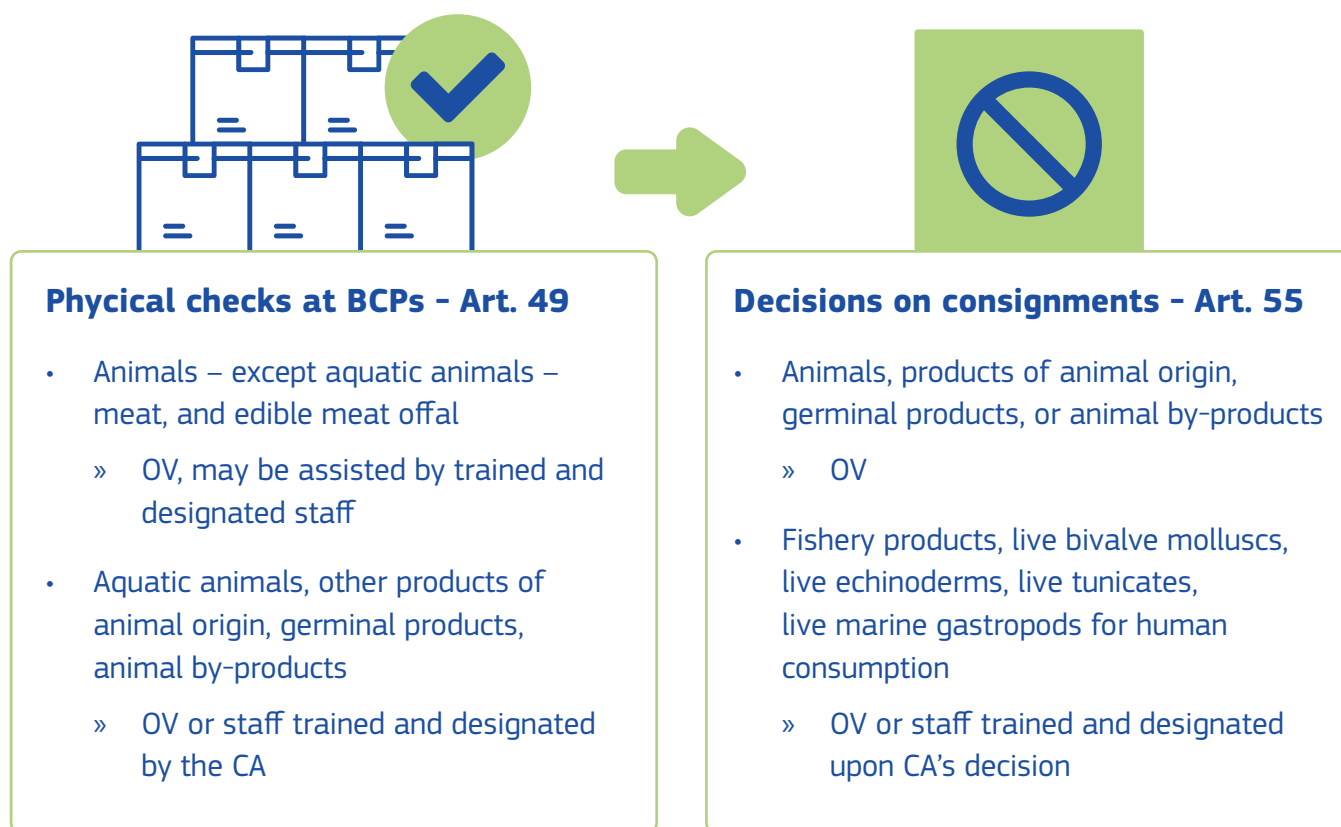 Phycical checks at BCPs – Art. 49
• Animals – except aquatic animals –
meat, and edible meat offal
» OV, may be assisted by trained and
designated staff
• Aquatic animals, other products of
animal origin, germinal products,
animal by-products
» OV or staff trained and designated
by the CA
Decisions on consignments – Art. 55
• Animals, products of animal origin,
germinal products, or animal by-products
» OV
• Fishery products, live bivalve molluscs,
live echinoderms, live tunicates,
live marine gastropods for human
consumption
» OV or staff trained and designated
upon CA’s decision